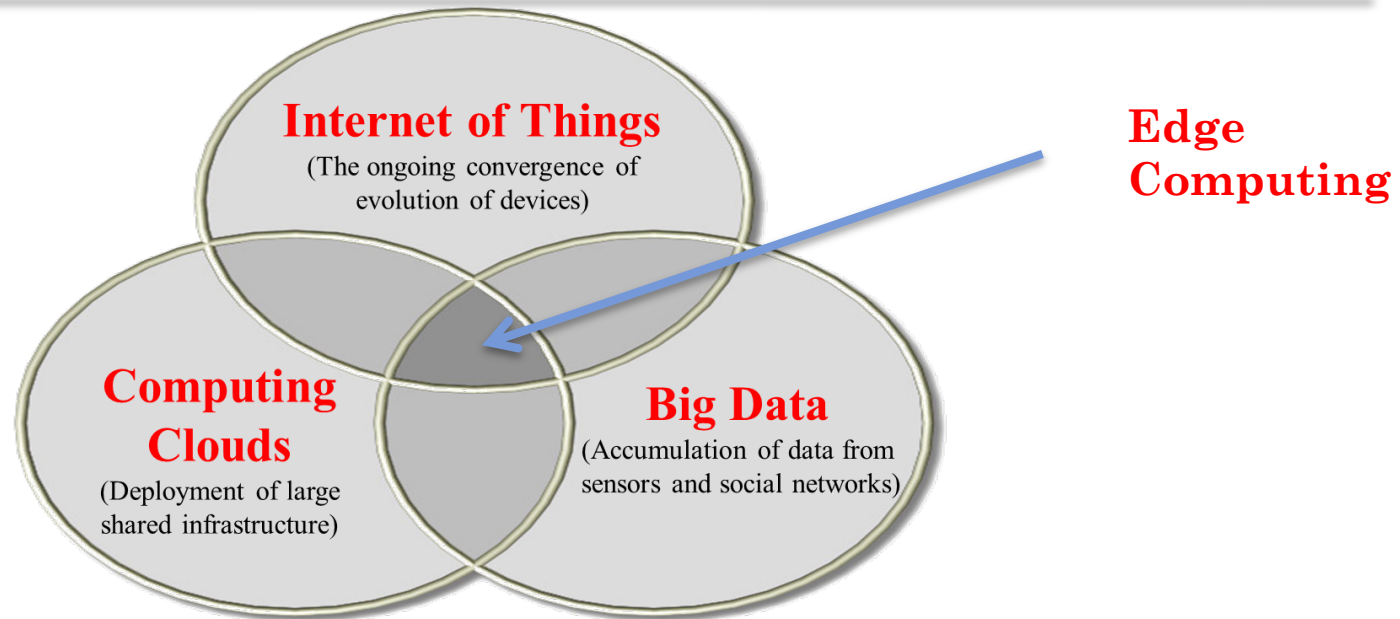 Internet of Things
(The ongoing convergence of
evolution of devices)
Edge
Computing
Computing
Clouds
(Deployment of large
shared infrastructure)
Big Data
(Accumulation of data from
sensors and social networks)